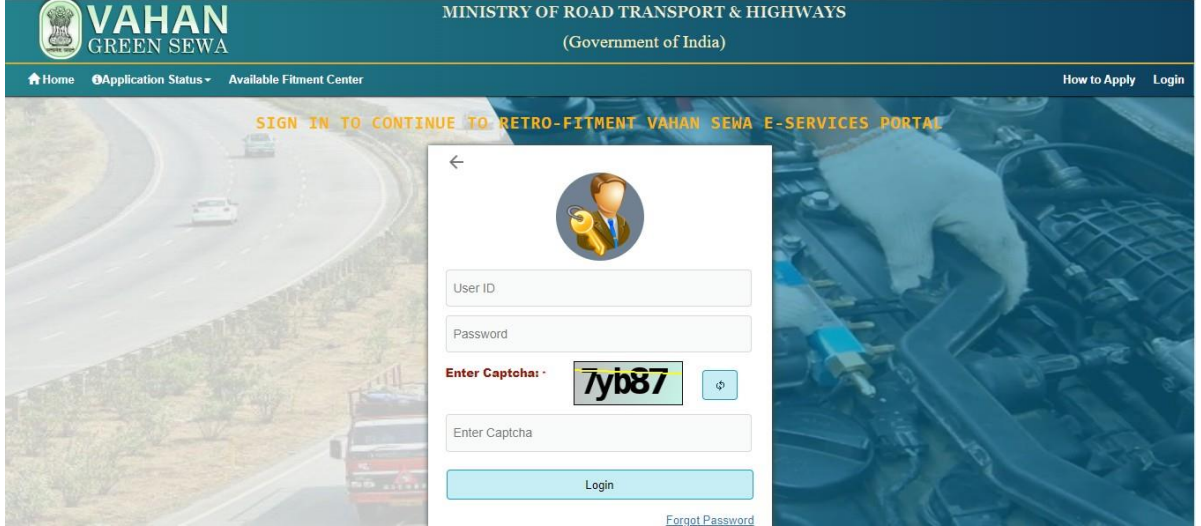 VAHAN
GREEN SEWA
MINISTRY OF ROAD TRANSPORT & HIGHWAYS
(Government of India)
Home Application Status Available Fitment Center How to Apply Login
SIGN IN TO CONTINUE TO RETRO-FITMENT VAHAN SEWA E-SERVICES PORTAL
User ID
Password
Enter Captcha: 7yb87
Enter Captcha
Login
Forgot Password